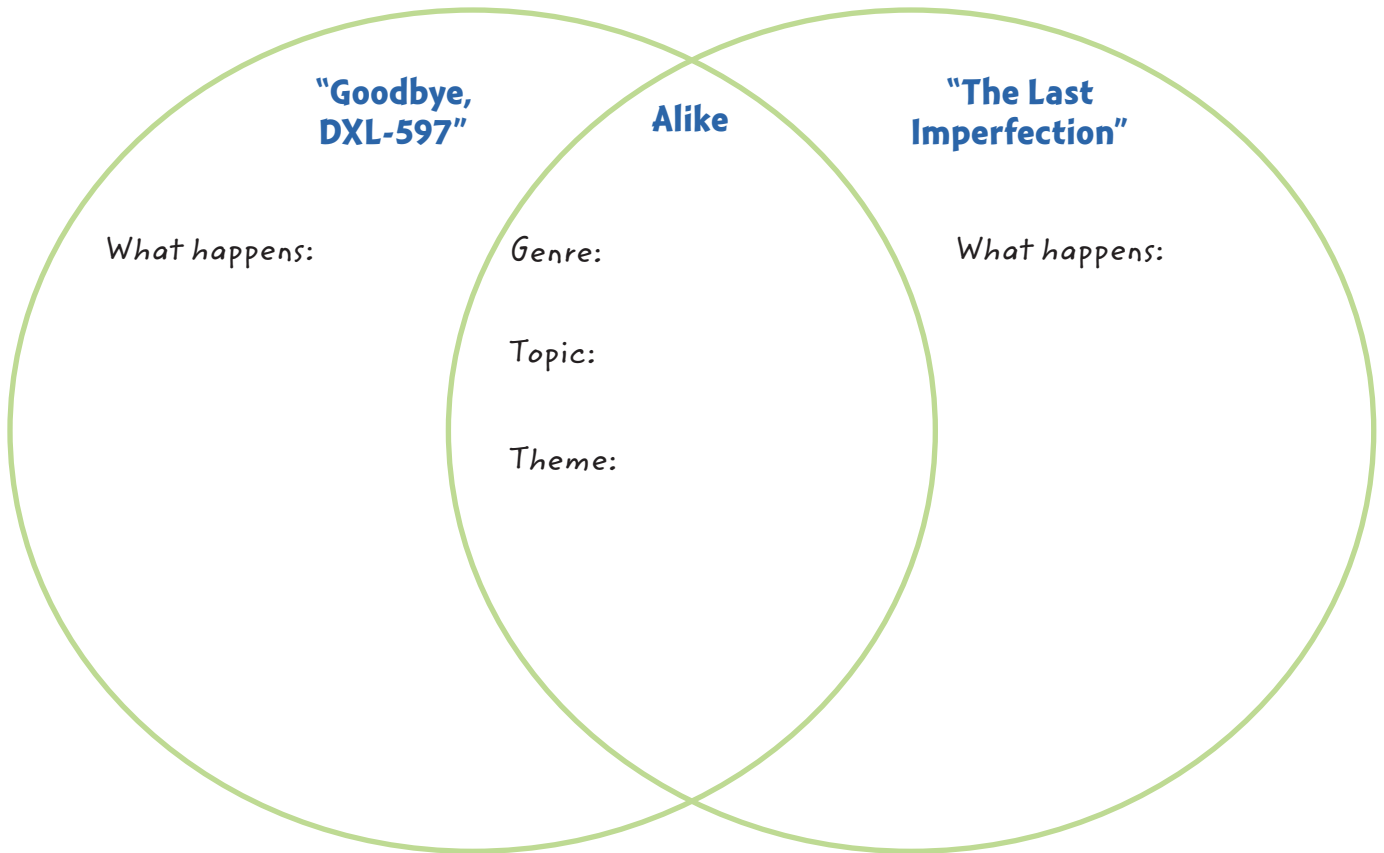 “Goodbye,
DXL-597”
Alike
“The Last
Imperfection”
What happens:
Genre:
Topic:
Theme:
What happens: